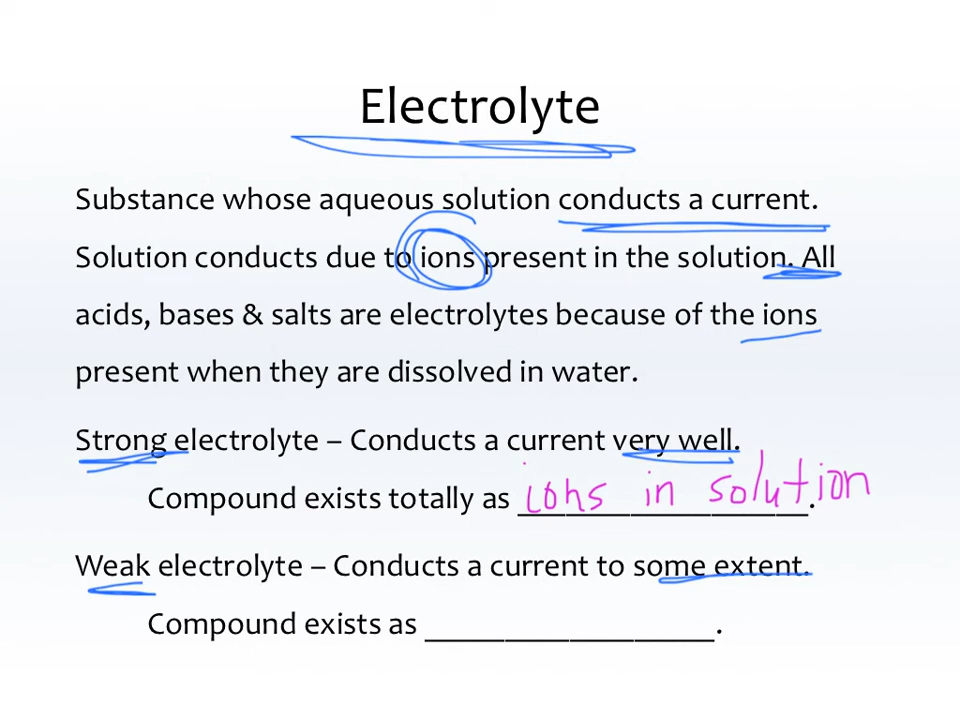 Electrolyte
Substance whose aqueous solution conducts a current.
Solution conducts due to ions present in the solution. All
acids, bases & salts are electrolytes because of the ions
present when they are dissolved in water.
Strong electrolyte – Conducts a current very well.
Compound exists totally as ions in solution.
Weak electrolyte – Conducts a current to some extent.
Compound exists as __________________.